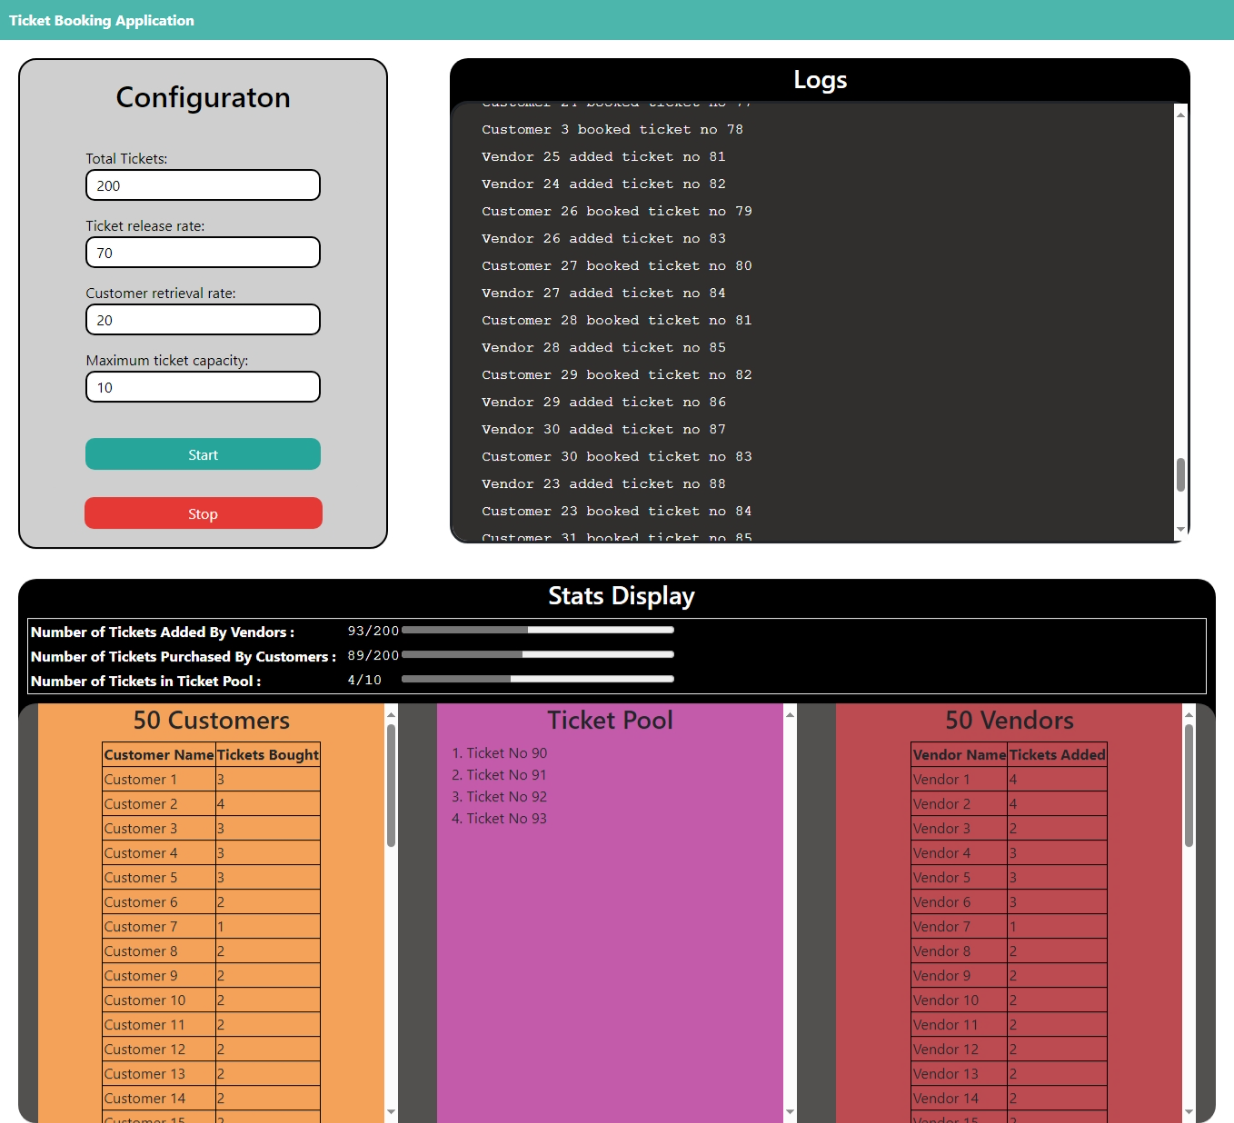 Ticket Booking Application
Configuraton
Total Tickets:
200
Ticket release rate:
70
Customer retrieval rate:
20
Maximum ticket capacity:
10
Start
Stop
Logs
Customer 3 booked ticket no 78
Vendor 25 added ticket no 81
Vendor 24 added ticket no 82
Customer 26 booked ticket no 79
Vendor 26 added ticket no 83
Customer 27 booked ticket no 80
Vendor 27 added ticket no 84
Customer 28 booked ticket no 81
Vendor 28 added ticket no 85
Customer 29 booked ticket no 82
Vendor 29 added ticket no 86
Vendor 30 added ticket no 87
Customer 30 booked ticket no 83
Vendor 23 added ticket no 88
Customer 23 booked ticket no 84
Customer 31 booked ticket no 85
Stats Display
Number of Tickets Added By Vendors : 93/200
Number of Tickets Purchased By Customers : 89/200
Number of Tickets in Ticket Pool : 4/10
50 Customers
Customer Name Tickets Bought
Customer 1 3
Customer 2 4
Customer 3 3
Customer 4 3
Customer 5 3
Customer 6 2
Customer 7 1
Customer 8 2
Customer 9 2
Customer 10 2
Customer 11 2
Customer 12 2
Customer 13 2
Customer 14 2
Customer 15 2
Ticket Pool
1. Ticket No 90
2. Ticket No 91
3. Ticket No 92
4. Ticket No 93
50 Vendors
Vendor Name Tickets Added
Vendor 1 4
Vendor 2 4
Vendor 3 2
Vendor 4 3
Vendor 5 3
Vendor 6 3
Vendor 7 1
Vendor 8 2
Vendor 9 2
Vendor 10 2
Vendor 11 2
Vendor 12 2
Vendor 13 2
Vendor 14 2
Vendor 15 2